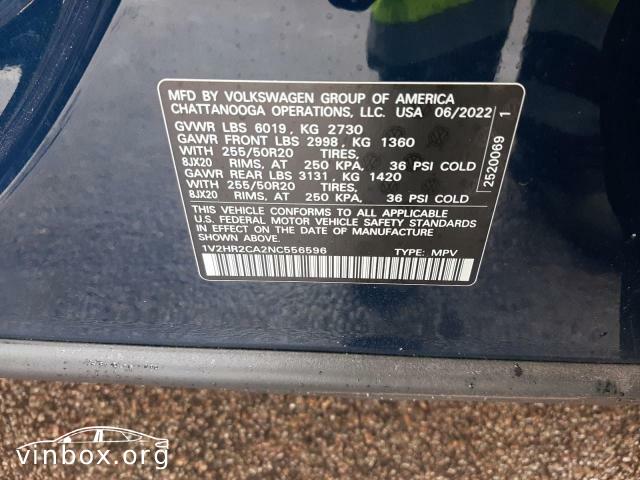 MFD BY VOLKSWAGEN GROUP OF AMERICA
CHATTANOOGA OPERATIONS, LLC. USA 06/2022
GVWR LBS 6019, KG 2730
GAWR FRONT LBS 2998, KG 1360
WITH 255/50R20 TIRES,
8JX20 RIMS, AT 250 KPA, 36 PSI COLD
GAWR REAR LBS 3131, KG 1420
WITH 255/50R20 TIRES,
8JX20 RIMS, AT 250 KPA, 36 PSI COLD
THIS VEHICLE CONFORMS TO ALL APPLICABLE
U.S. FEDERAL MOTOR VEHICLE SAFETY STANDARDS
IN EFFECT ON THE DATE OF
MANUFACTURE SHOWN ABOVE.
1V2HR2CA2NC556596 TYPE: MPV
2520069 1
vinbox.org